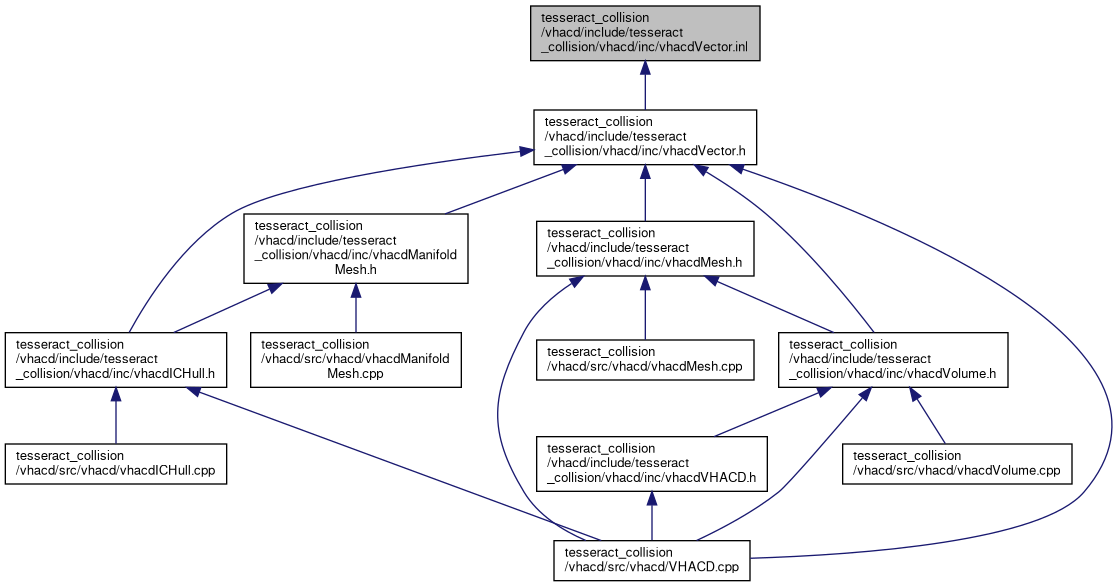 tesseract_collision
/vhacd/include/tesseract
_collision/vhacd/inc/vhacdVector.inl
tesseract_collision
/vhacd/include/tesseract
_collision/vhacd/inc/vhacdVector.h
tesseract_collision
/vhacd/include/tesseract
_collision/vhacd/inc/vhacdManifold
Mesh.h
tesseract_collision
/vhacd/include/tesseract
_collision/vhacd/inc/vhacdMesh.h
tesseract_collision
/vhacd/include/tesseract
_collision/vhacd/inc/vhacdICHull.h
tesseract_collision
/vhacd/src/vhacd/vhacdManifold
Mesh.cpp
tesseract_collision
/vhacd/src/vhacd/vhacdMesh.cpp
tesseract_collision
/vhacd/include/tesseract
_collision/vhacd/inc/vhacdVolume.h
tesseract_collision
/vhacd/src/vhacd/vhacdICHull.cpp
tesseract_collision
/vhacd/include/tesseract
_collision/vhacd/inc/vhacdVHACD.h
tesseract_collision
/vhacd/src/vhacd/vhacdVolume.cpp
tesseract_collision
/vhacd/src/vhacd/VHACD.cpp